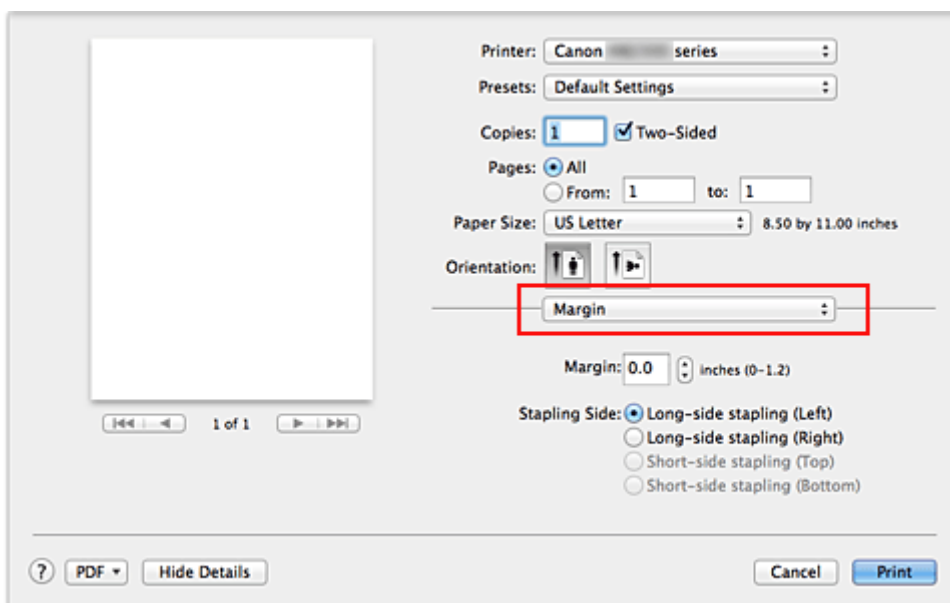 Printer: Canon series
Presets: Default Settings
Copies: 1 Two-Sided
Pages: All
From: 1 to: 1
Paper Size: US Letter 8.50 by 11.00 inches
Orientation:
Margin
Margin: 0.0 inches (0-1.2)
Stapling Side: Long-side stapling (Left)
Long-side stapling (Right)
Short-side stapling (Top)
Short-side stapling (Bottom)
1 of 1
? PDF Hide Details Cancel Print